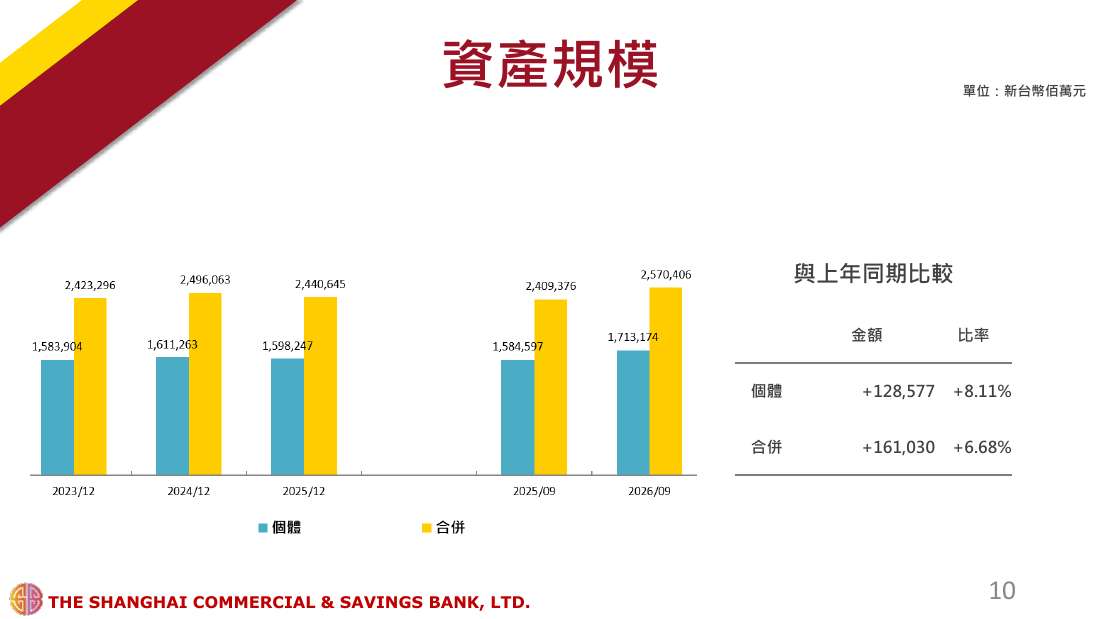 資產規模
單位：新台幣佰萬元
2,423,296
2,496,063
2,440,645
2,409,376
2,570,406
1,583,904
1,611,263
1,598,247
1,584,597
1,713,174
2023/12 2024/12 2025/12 2025/09 2026/09
個體 合併
與上年同期比較
金額 比率
個體 +128,577 +8.11%
合併 +161,030 +6.68%
THE SHANGHAI COMMERCIAL & SAVINGS BANK, LTD.
10